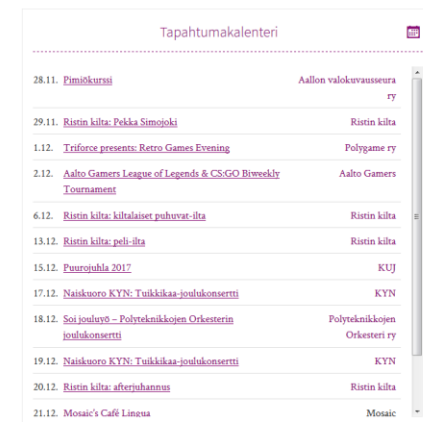 Tapahtumakalenteri
28.11. Pimiökurssi Aallon valokuvausseura
ry
29.11. Ristin kilta: Pekka Simojoki Ristin kilta
1.12. Triforce presents: Retro Games Evening Polygame ry
2.12. Aalto Gamers League of Legends & CS:GO Biweekly Aalto Gamers
Tournament
6.12. Ristin kilta: kiltalaiset puhuvat-ilta Ristin kilta
13.12. Ristin kilta: peli-ilta Ristin kilta
15.12. Puurojuhla 2017 KUJ
17.12. Naiskuoro KYN: Tuikkikaa-joulukonsertti KYN
18.12. Soi jouluyö – Polyteknikkojen Orkesterin Polyteknikkojen
joulukonsertti Orkesteri ry
19.12. Naiskuoro KYN: Tuikkikaa-joulukonsertti KYN
20.12. Ristin kilta: afterjuhannus Ristin kilta
21.12. Mosaic's Café Lingua Mosaic